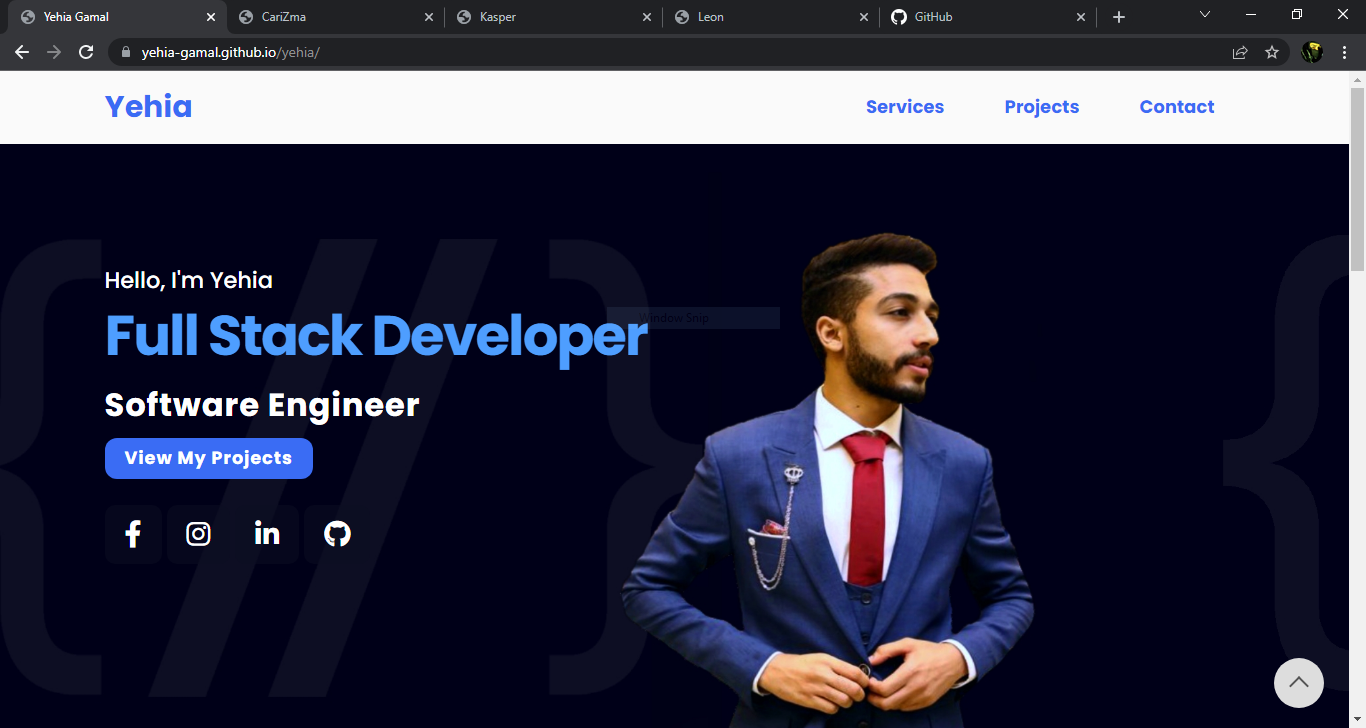 Yehia Gamal
CariZma
Kasper
Leon
GitHub
yehia-gamal.github.io/yehia/
Yehia
Services
Projects
Contact
Hello, I'm Yehia
Full Stack Developer
Window Snip
Software Engineer
View My Projects